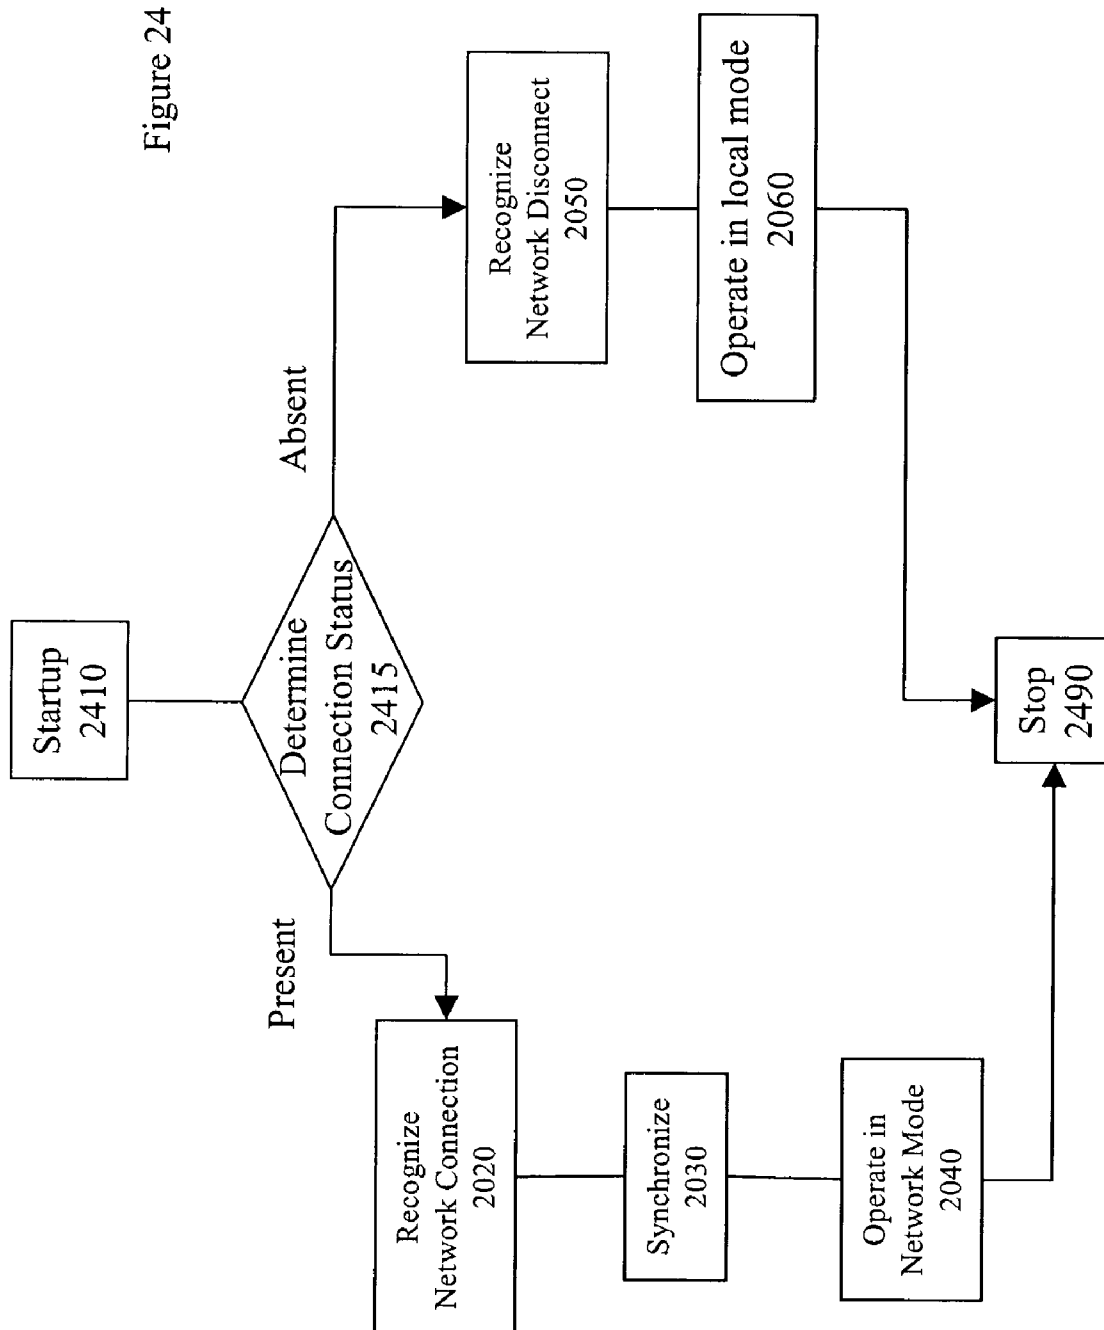 Figure 24
Startup
2410
Determine
Connection Status
2415
Present
Absent
Recognize
Network Connection
2020
Synchronize
2030
Operate in
Network Mode
2040
Recognize
Network Disconnect
2050
Operate in local mode
2060
Stop
2490